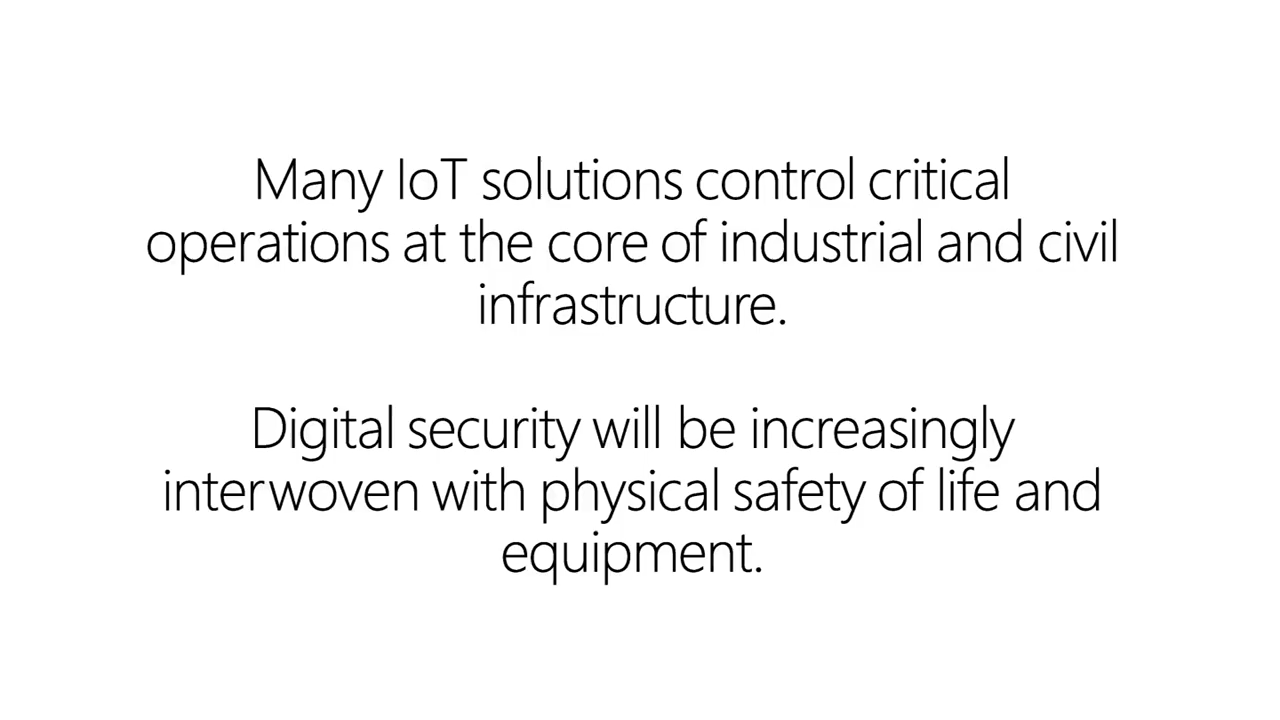 Many IoT solutions control critical
operations at the core of industrial and civil
infrastructure.
Digital security will be increasingly
interwoven with physical safety of life and
equipment.